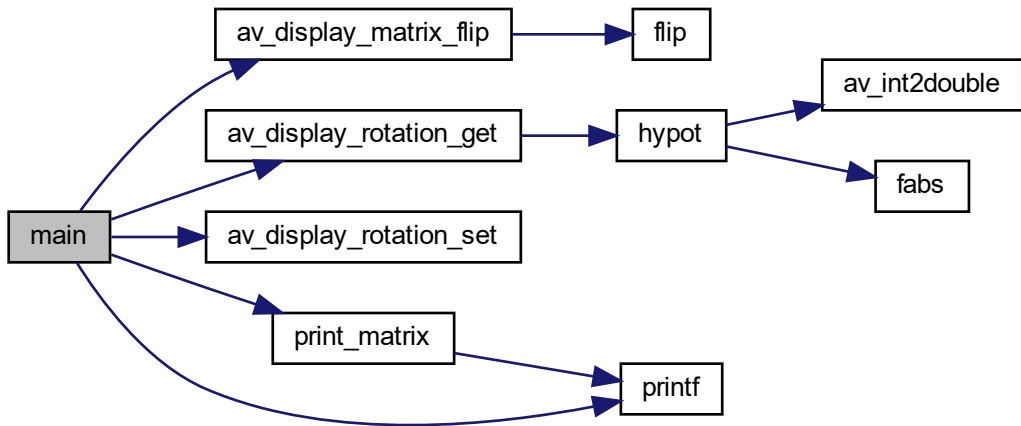 av_display_matrix_flip
flip
av_display_rotation_get
hypot
av_int2double
fabs
main
av_display_rotation_set
print_matrix
printf